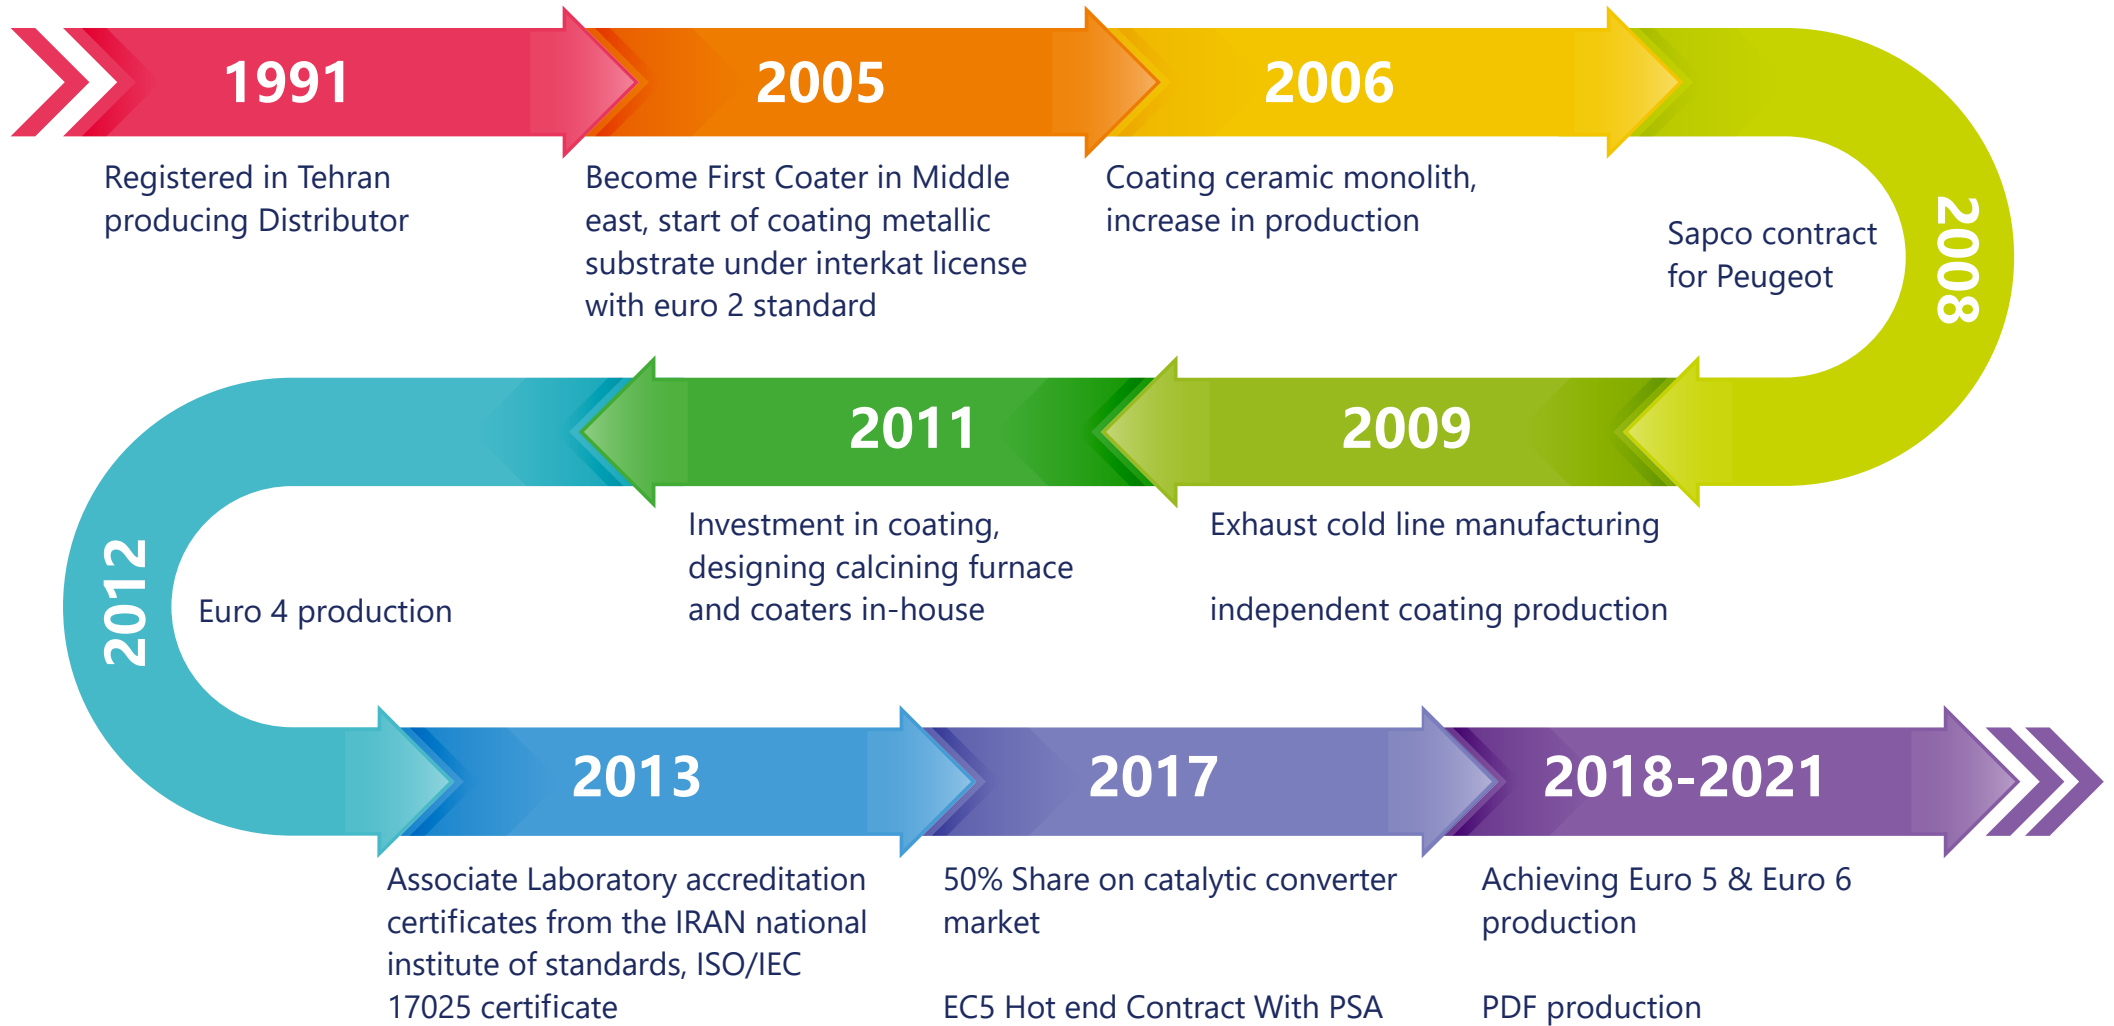 1991
Registered in Tehran
producing Distributor
2005
Become First Coater in Middle
east, start of coating metallic
substrate under interkat license
with euro 2 standard
2006
Coating ceramic monolith,
increase in production
2008
Sapco contract
for Peugeot
2009
Exhaust cold line manufacturing
independent coating production
2011
Investment in coating,
designing calcining furnace
and coaters in-house
2012
Euro 4 production
2013
Associate Laboratory accreditation
certificates from the IRAN national
institute of standards, ISO/IEC
17025 certificate
2017
50% Share on catalytic converter
market
EC5 Hot end Contract With PSA
2018-2021
Achieving Euro 5 & Euro 6
production
PDF production